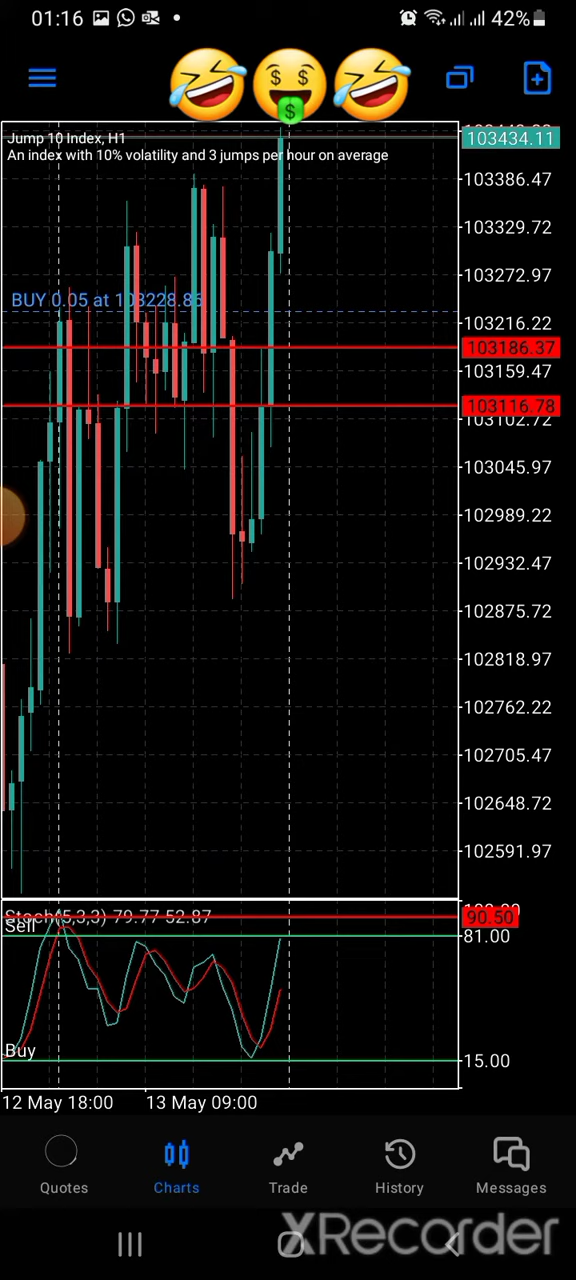 01:16 42%
103434.11
Jump 10 Index, H1
An index with 10% volatility and 3 jumps per hour on average
103386.47
103329.72
103272.97
BUY 0.05 at 103228.86
103216.22
103186.37
103159.47
103116.78
103102.72
103045.97
102989.22
102932.47
102875.72
102818.97
102762.22
102705.47
102648.72
102591.97
Stoch(5,3,3) 79.77 52.87
90.50
Sell
81.00
Buy
15.00
12 May 18:00 13 May 09:00
Quotes Charts Trade History Messages
XRecorder